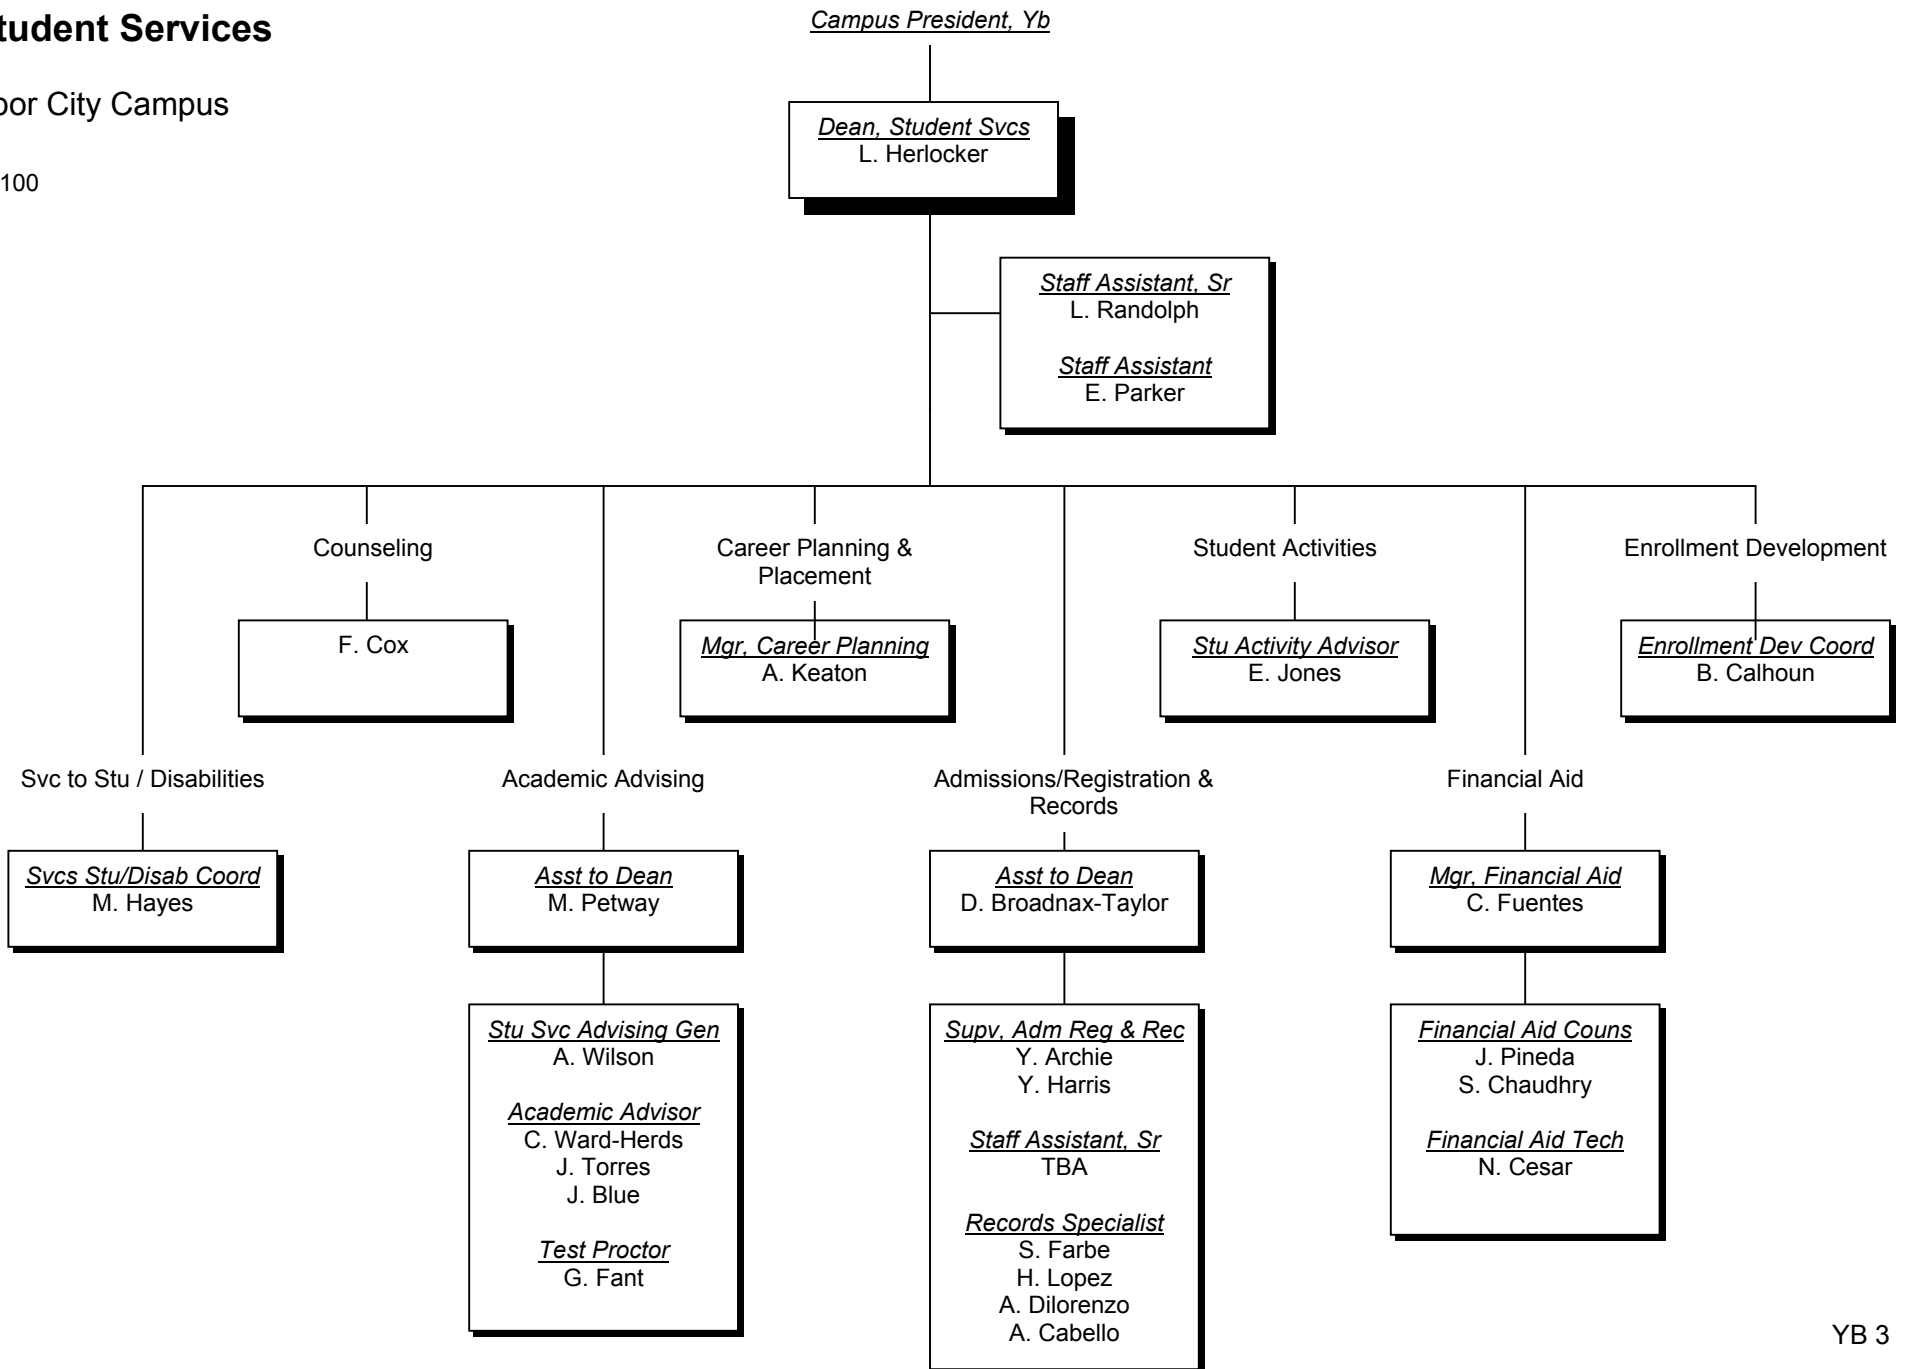 tudent Services
oor City Campus
100
Campus President, Yb
Dean, Student Svcs
L. Herlocker
Staff Assistant, Sr
L. Randolph
Staff Assistant
E. Parker
Counseling
F. Cox
Career Planning &
Placement
Mgr, Career Planning
A. Keaton
Student Activities
Stu Activity Advisor
E. Jones
Enrollment Development
Enrollment Dev Coord
B. Calhoun
Svc to Stu / Disabilities
Svcs Stu/Disab Coord
M. Hayes
Academic Advising
Asst to Dean
M. Petway
Stu Svc Advising Gen
A. Wilson
Academic Advisor
C. Ward-Herds
J. Torres
J. Blue
Test Proctor
G. Fant
Admissions/Registration &
Records
Asst to Dean
D. Broadnax-Taylor
Supv, Adm Reg & Rec
Y. Archie
Y. Harris
Staff Assistant, Sr
TBA
Records Specialist
S. Farbe
H. Lopez
A. Dilorenzo
A. Cabello
Financial Aid
Mgr, Financial Aid
C. Fuentes
Financial Aid Couns
J. Pineda
S. Chaudhry
Financial Aid Tech
N. Cesar
YB 3